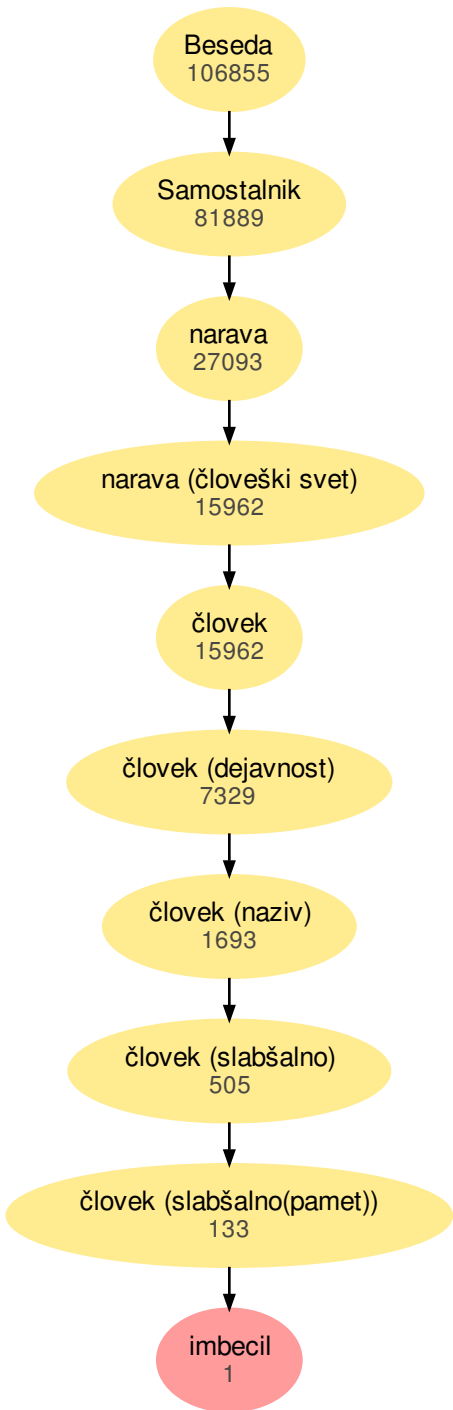 Beseda
106855
Samostalnik
81889
narava
27093
narava (človeški svet)
15962
človek
15962
človek (dejavnost)
7329
človek (naziv)
1693
človek (slabšalno)
505
človek (slabšalno(pamet))
133
imbecil
1